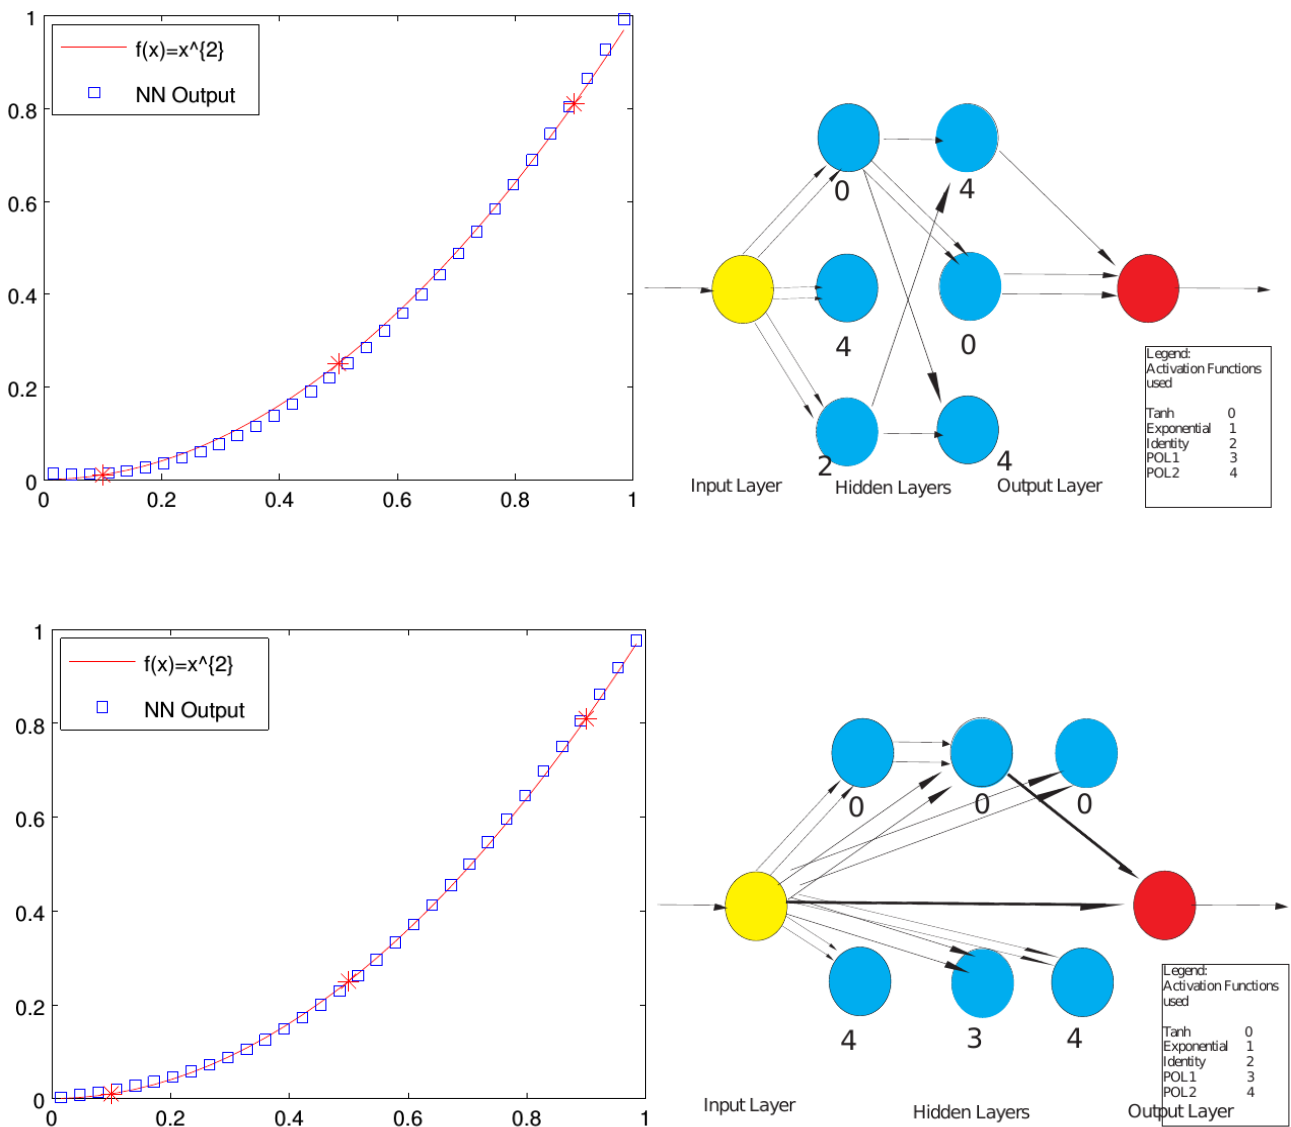 1
0.8
0.6
0.4
0.2
0
0 0.2 0.4 0.6 0.8 1
f(x)=x^{2}
NN Output
0
4
4
0
2
4
Input Layer
Hidden Layers
Output Layer
Legend:
Activation Functions
used
Tanh 0
Exponential 1
Identity 2
POL1 3
POL2 4
1
0.8
0.6
0.4
0.2
0
0 0.2 0.4 0.6 0.8 1
f(x)=x^{2}
NN Output
0
0
0
4
3
4
Input Layer
Hidden Layers
Output Layer
Legend:
Activation Functions
used
Tanh 0
Exponential 1
Identity 2
POL1 3
POL2 4